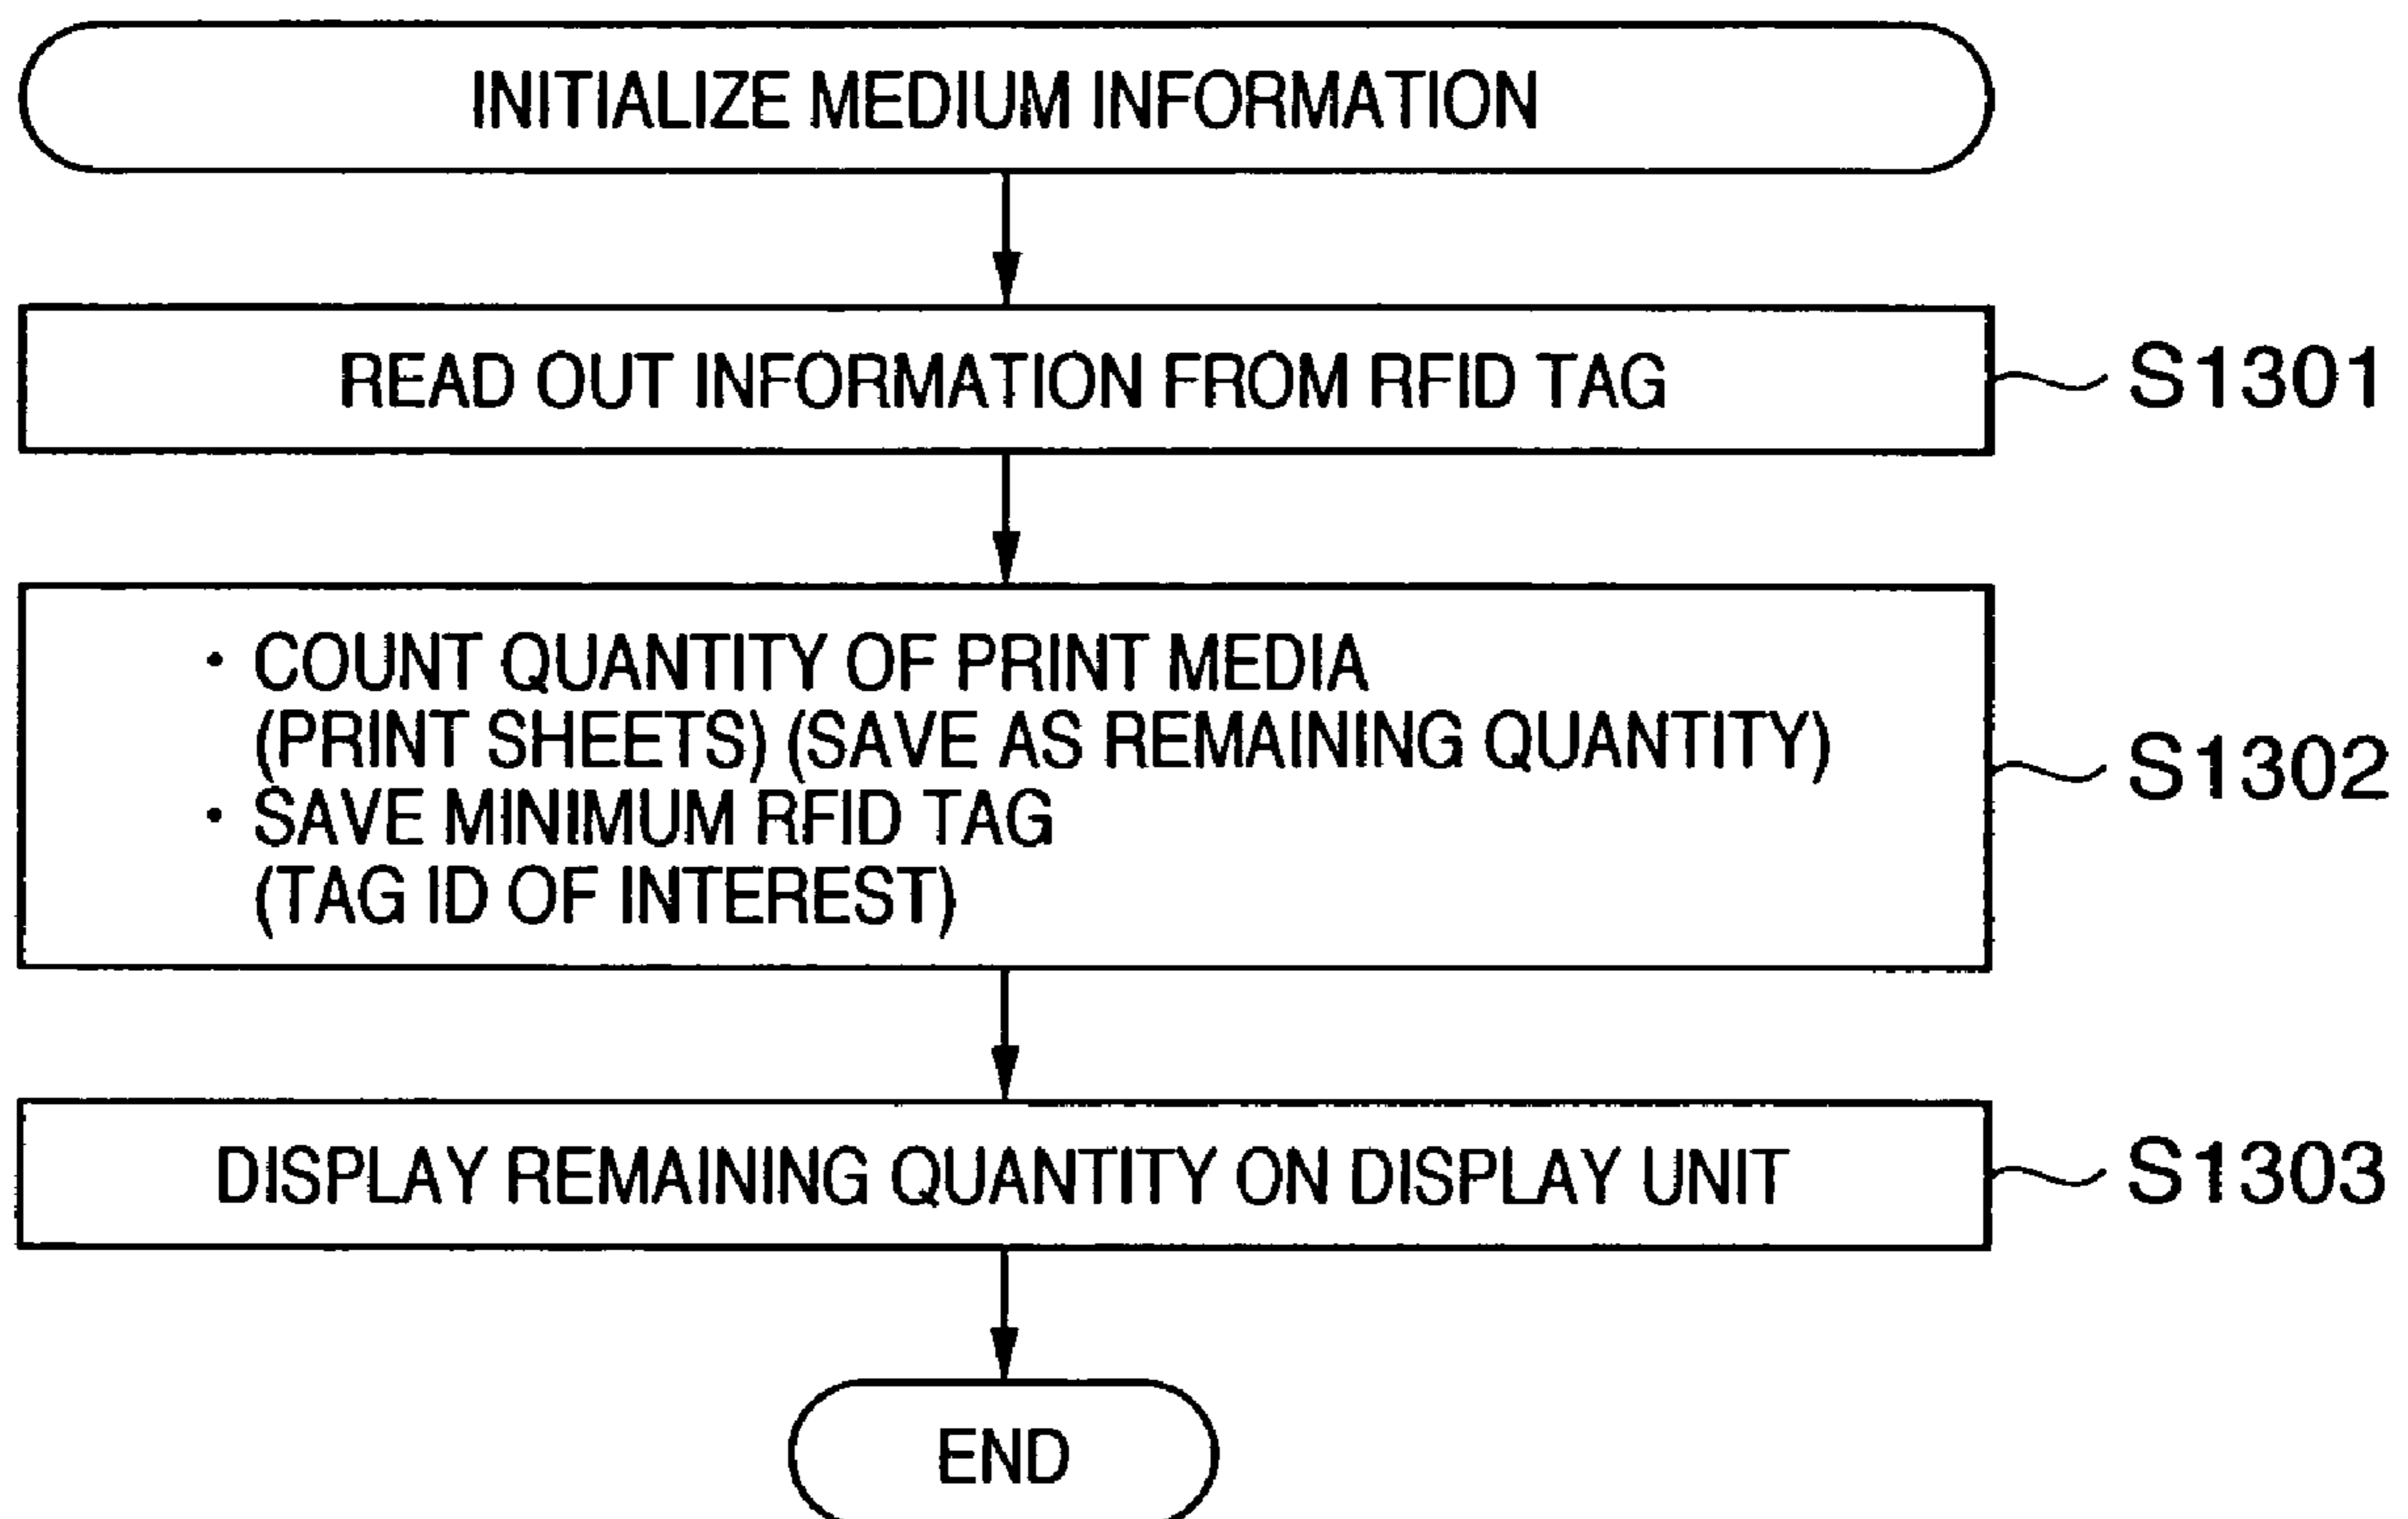 INITIALIZE MEDIUM INFORMATION
READ OUT INFORMATION FROM RFID TAG
S1301
· COUNT QUANTITY OF PRINT MEDIA
(PRINT SHEETS) (SAVE AS REMAINING QUANTITY)
· SAVE MINIMUM RFID TAG
(TAG ID OF INTEREST)
S1302
DISPLAY REMAINING QUANTITY ON DISPLAY UNIT
S1303
END